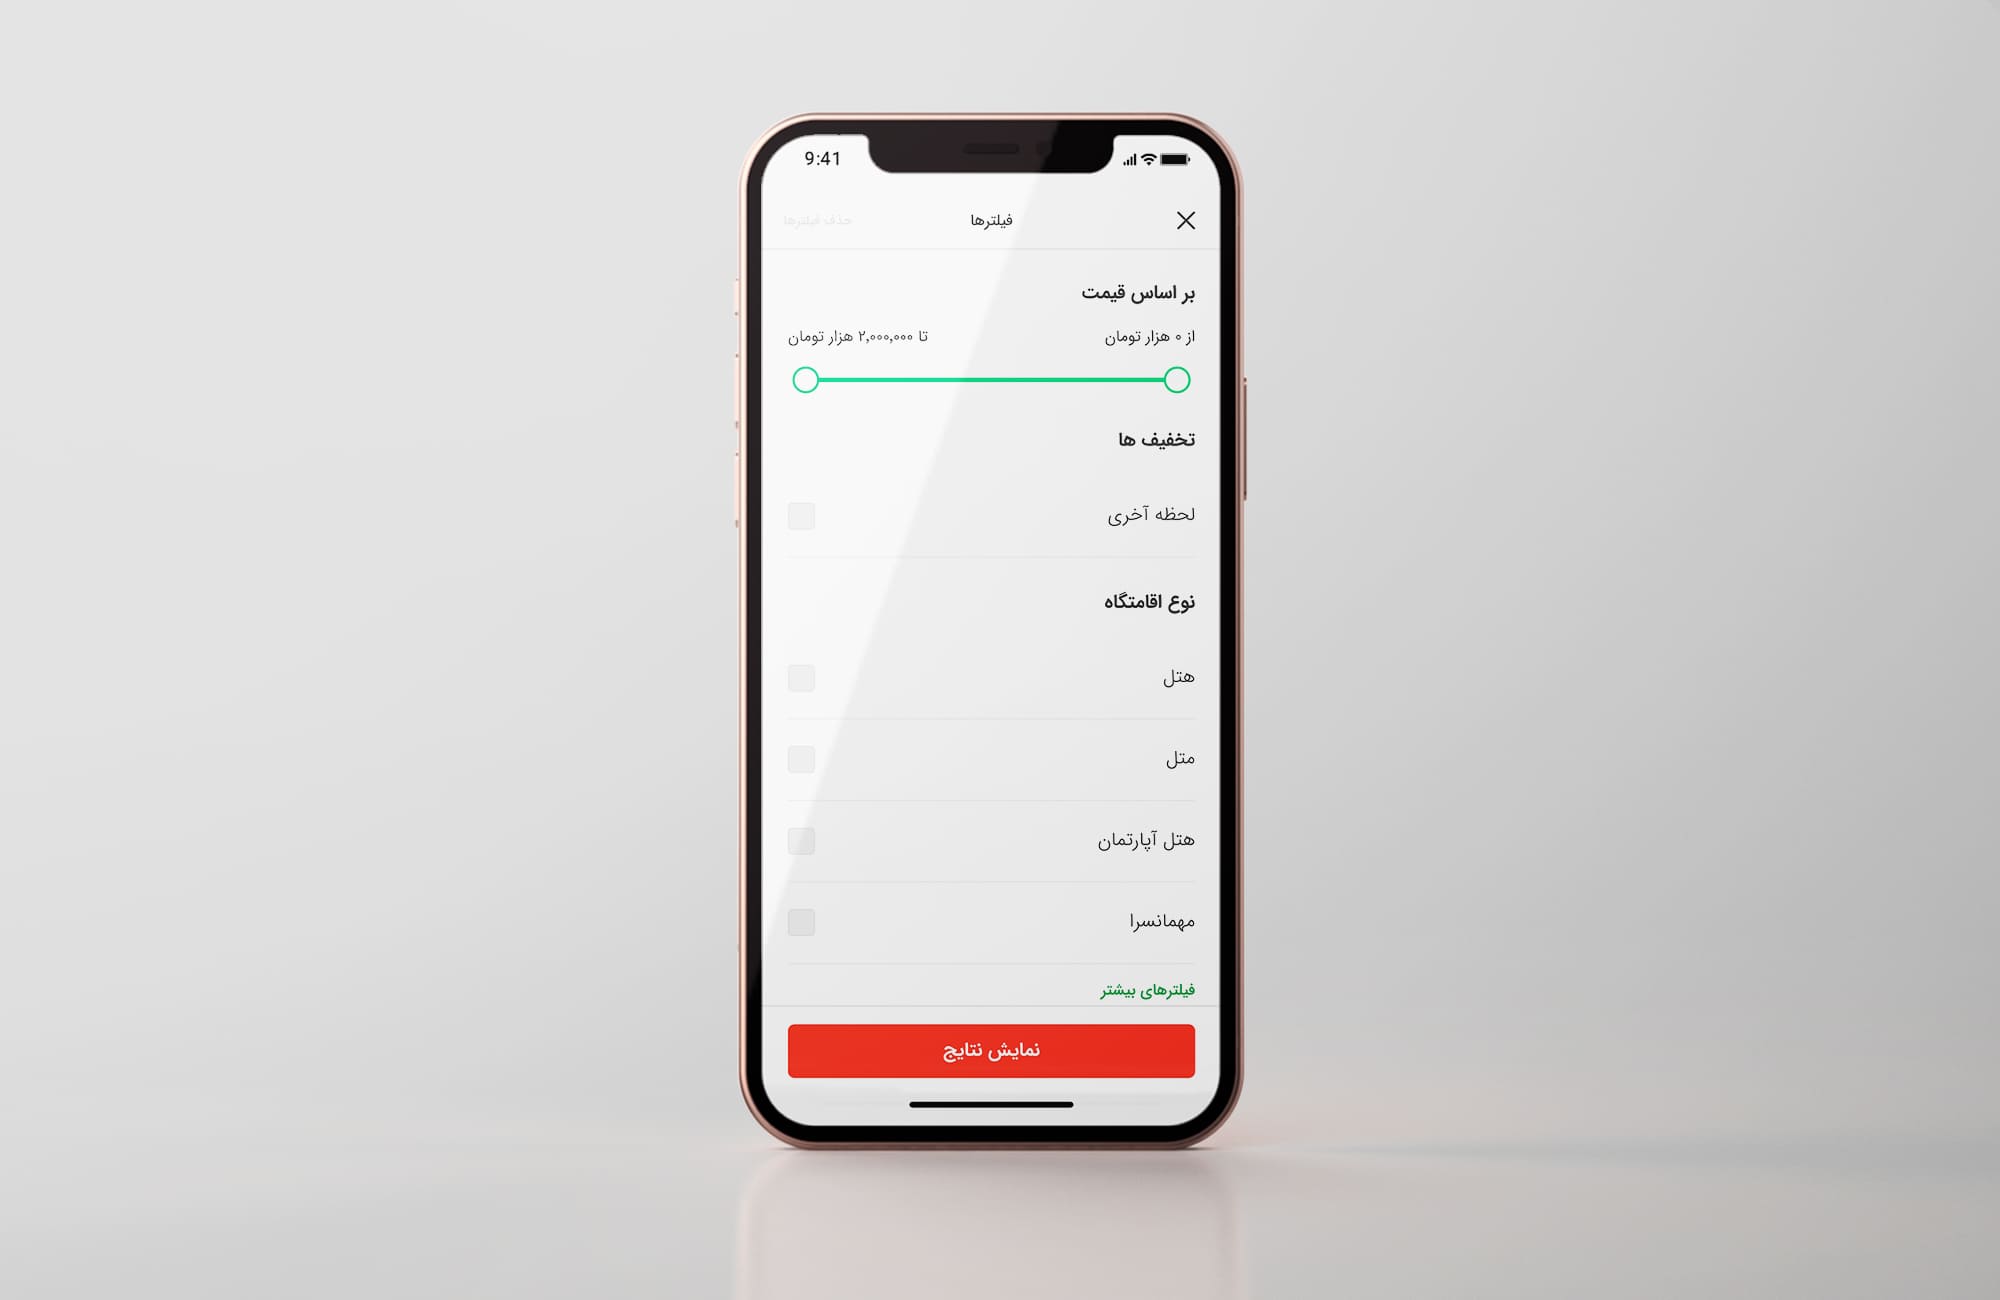 9:41
فیلترها
حذف فیلترها
بر اساس قیمت
از ۰ هزار تومان
تا ۲,۰۰۰,۰۰۰ هزار تومان
تخفیف ها
لحظه آخری
نوع اقامتگاه
هتل
متل
هتل آپارتمان
مهمانسرا
فیلترهای بیشتر
نمایش نتایج